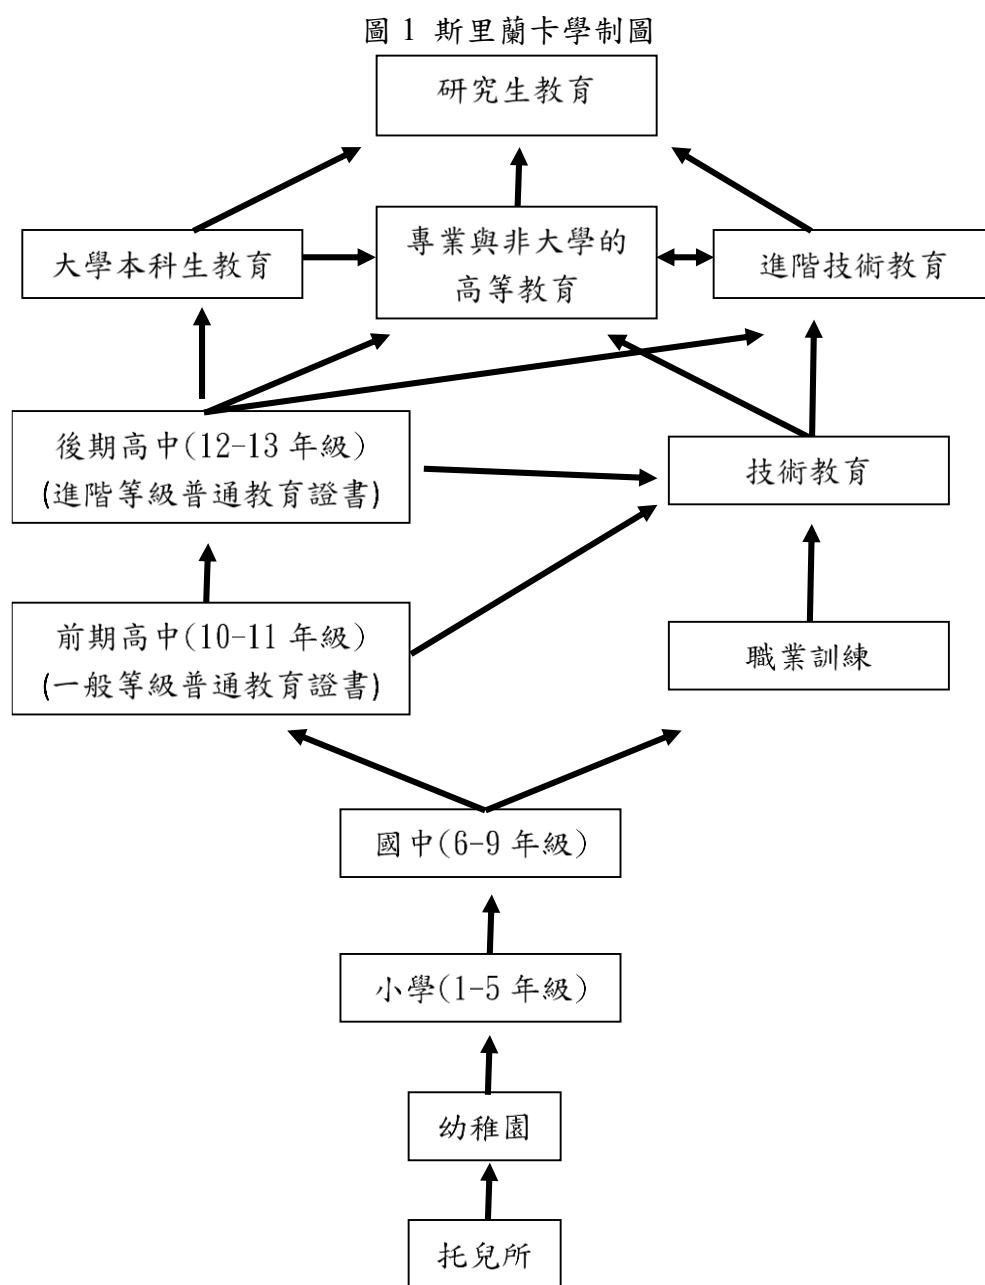 圖 1 斯里蘭卡學制圖
研究生教育
大學本科生教育
專業與非大學的
高等教育
進階技術教育
後期高中(12-13 年級)
(進階等級普通教育證書)
技術教育
前期高中(10-11 年級)
(一般等級普通教育證書)
職業訓練
國中(6-9 年級)
小學(1-5 年級)
幼稚園
托兒所